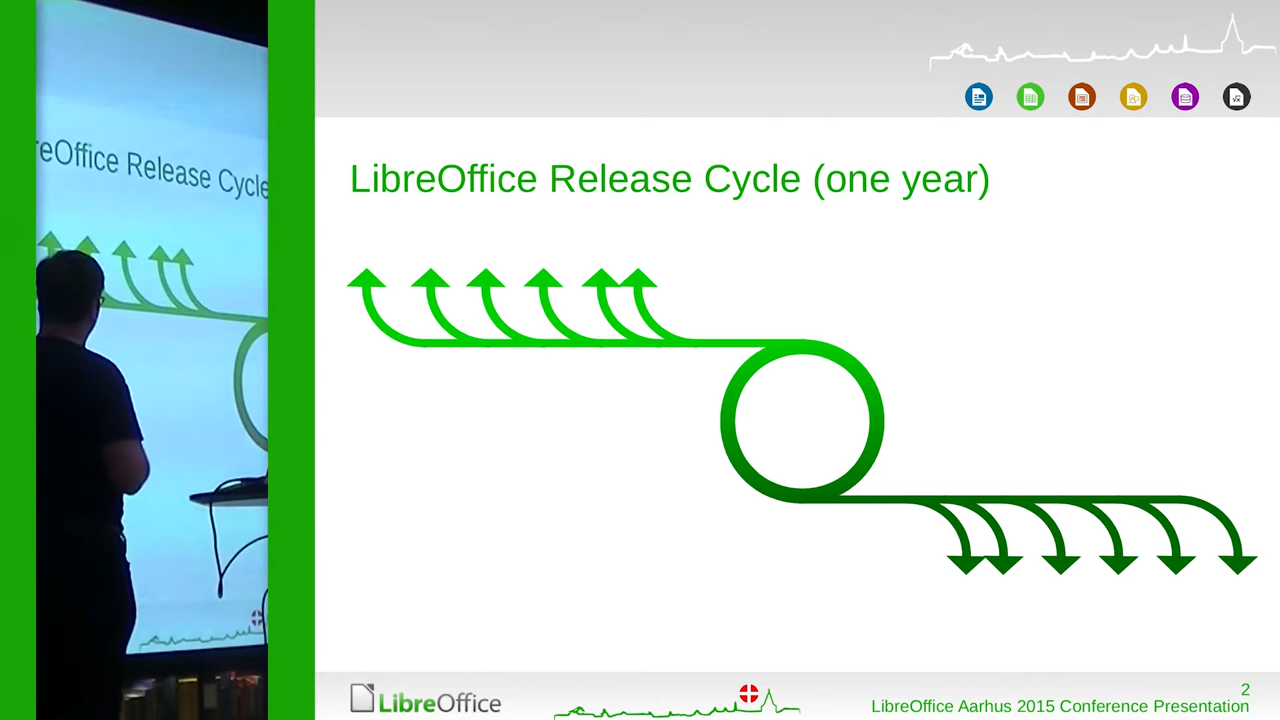 reOffice Release Cycle
LibreOffice Release Cycle (one year)
LibreOffice
2
LibreOffice Aarhus 2015 Conference Presentation